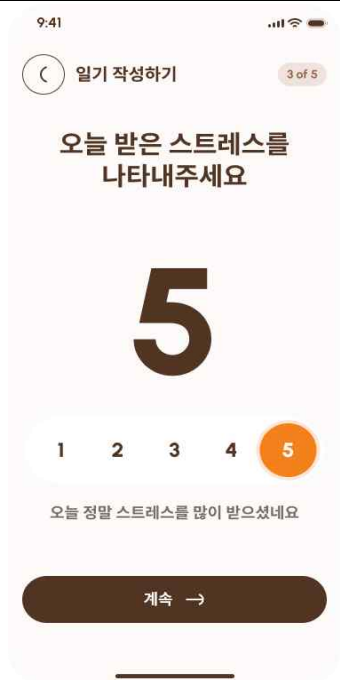 9:41
일기 작성하기
3 of 5
오늘 받은 스트레스를
나타내주세요
5
1 2 3 4 5
오늘 정말 스트레스를 많이 받으셨네요
계속 →